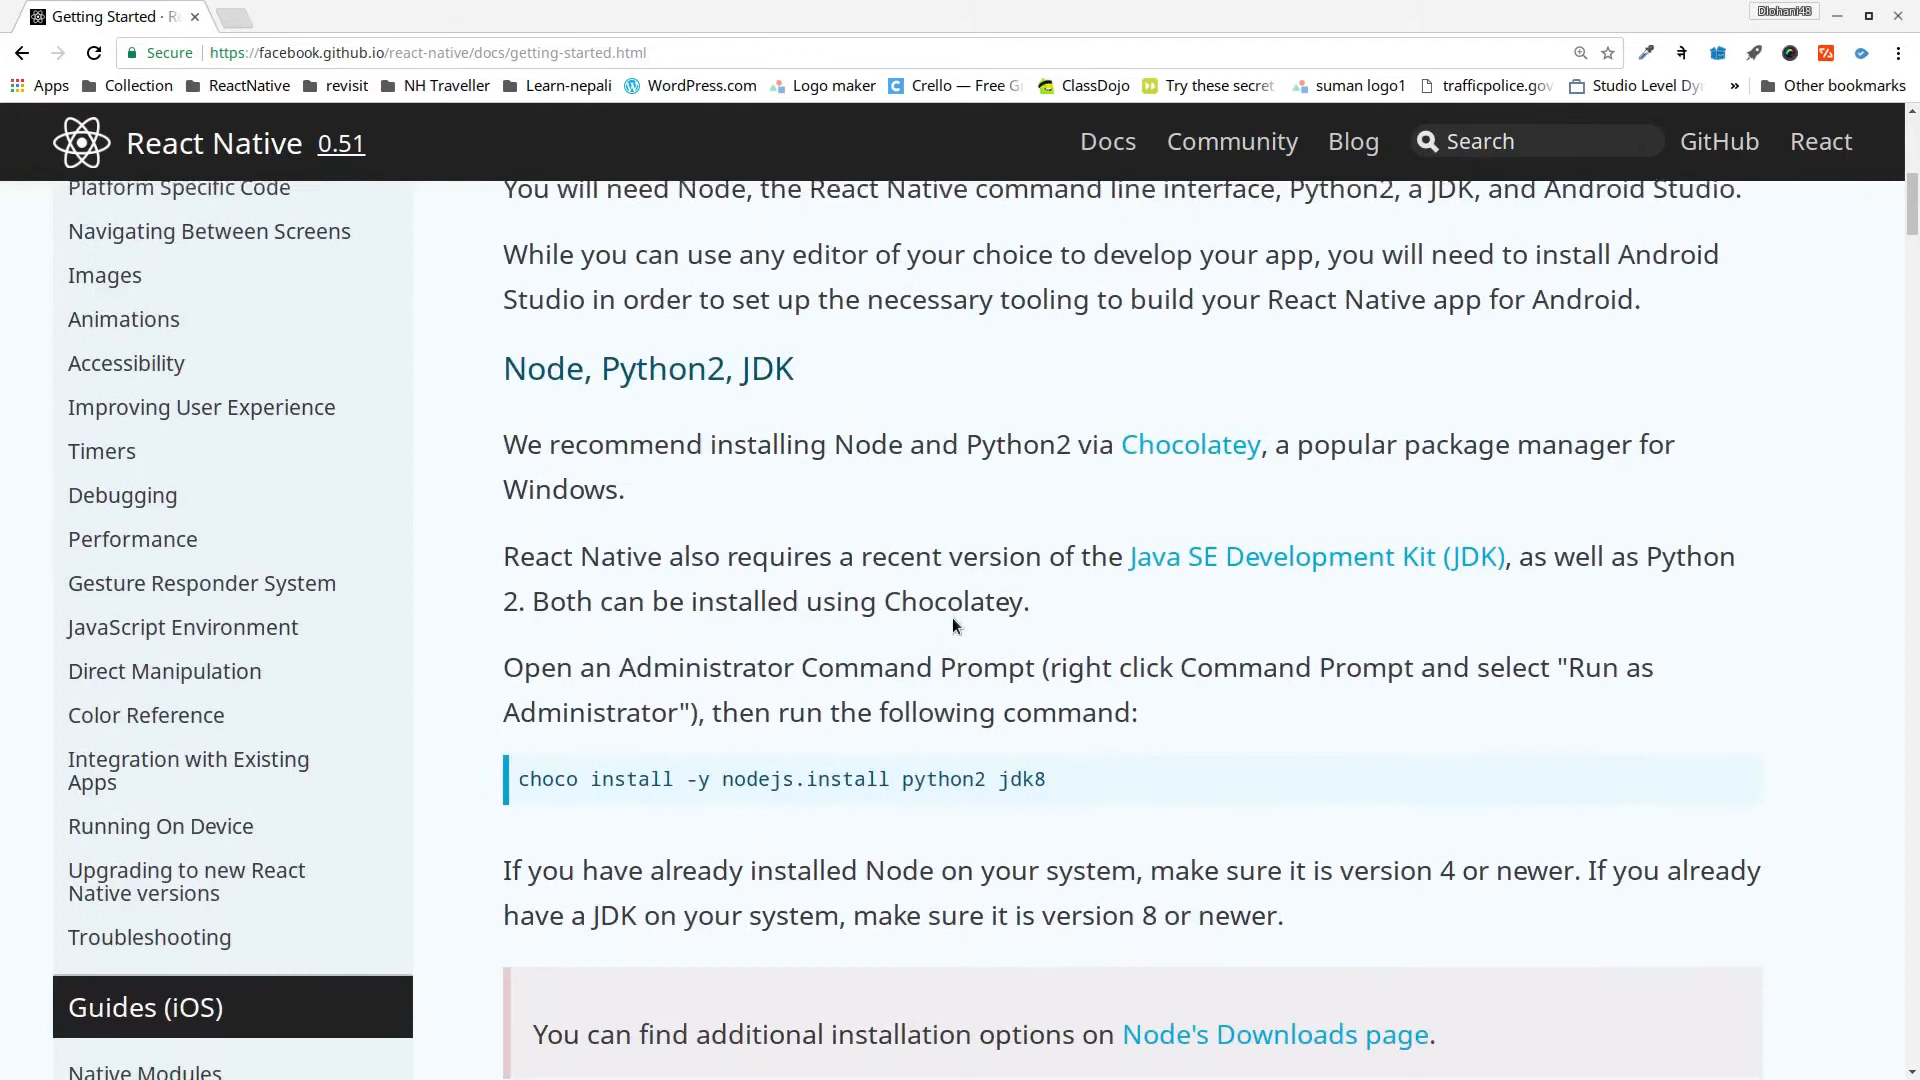 Getting Started · R
Dlohani48
Secure
https://facebook.github.io/react-native/docs/getting-started.html
Apps
Collection
ReactNative
revisit
NH Traveller
Learn-nepali
WordPress.com
Logo maker
Crello — Free G
ClassDojo
Try these secret
suman logo1
trafficpolice.gov
Studio Level Dy
»
Other bookmarks
React Native 0.51
Docs
Community
Blog
Search
GitHub
React
Platform Specific Code
Navigating Between Screens
Images
Animations
Accessibility
Improving User Experience
Timers
Debugging
Performance
Gesture Responder System
JavaScript Environment
Direct Manipulation
Color Reference
Integration with Existing
Apps
Running On Device
Upgrading to new React
Native versions
Troubleshooting
Guides (iOS)
Native Modules
You will need Node, the React Native command line interface, Python2, a JDK, and Android Studio.
While you can use any editor of your choice to develop your app, you will need to install Android
Studio in order to set up the necessary tooling to build your React Native app for Android.
Node, Python2, JDK
We recommend installing Node and Python2 via Chocolatey, a popular package manager for
Windows.
React Native also requires a recent version of the Java SE Development Kit (JDK), as well as Python
2. Both can be installed using Chocolatey.
Open an Administrator Command Prompt (right click Command Prompt and select "Run as
Administrator"), then run the following command:
choco install -y nodejs.install python2 jdk8
If you have already installed Node on your system, make sure it is version 4 or newer. If you already
have a JDK on your system, make sure it is version 8 or newer.
You can find additional installation options on Node's Downloads page.